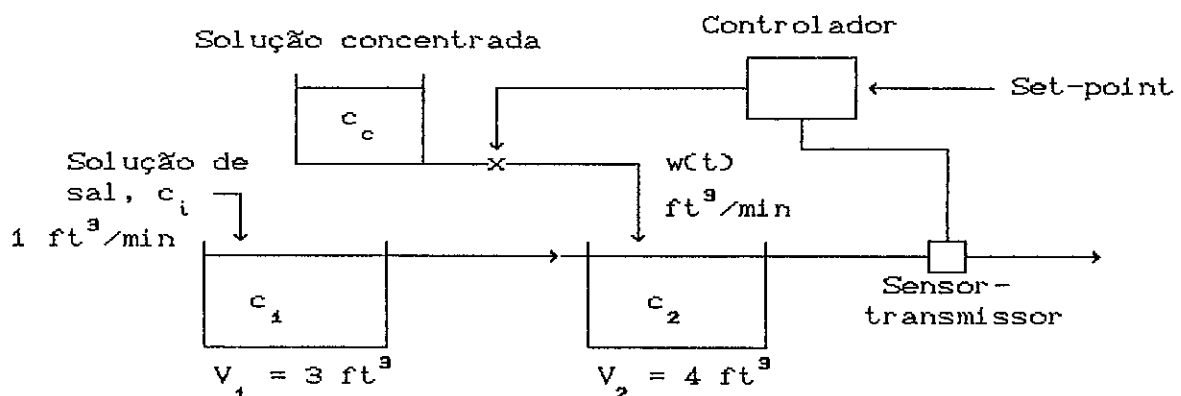 Controlador
Solução concentrada
Set-point
c_c
Solução de
sal, c_i
1 ft³/min
w(t)
ft³/min
c_1
c_2
Sensor-
transmissor
V_1 = 3 ft³
V_2 = 4 ft³